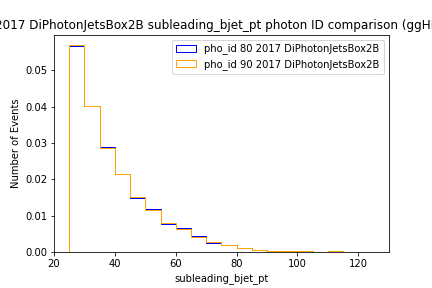 2017 DiPhotonJetsBox2B subleading_bjet_pt photon ID comparison (ggH
pho_id 80 2017 DiPhotonJetsBox2B
pho_id 90 2017 DiPhotonJetsBox2B
Number of Events
0.05
0.04
0.03
0.02
0.01
0.00
20 40 60 80 100 120
subleading_bjet_pt